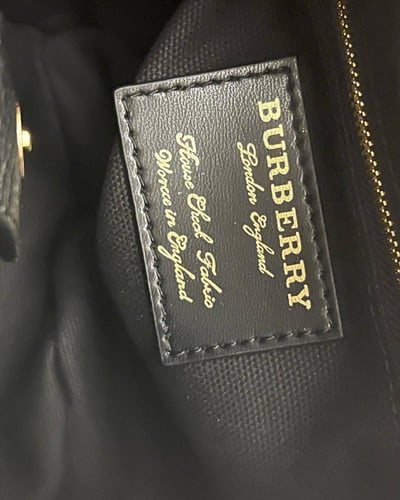 BURBERRY
London England
House Check Fabric
Woven in England